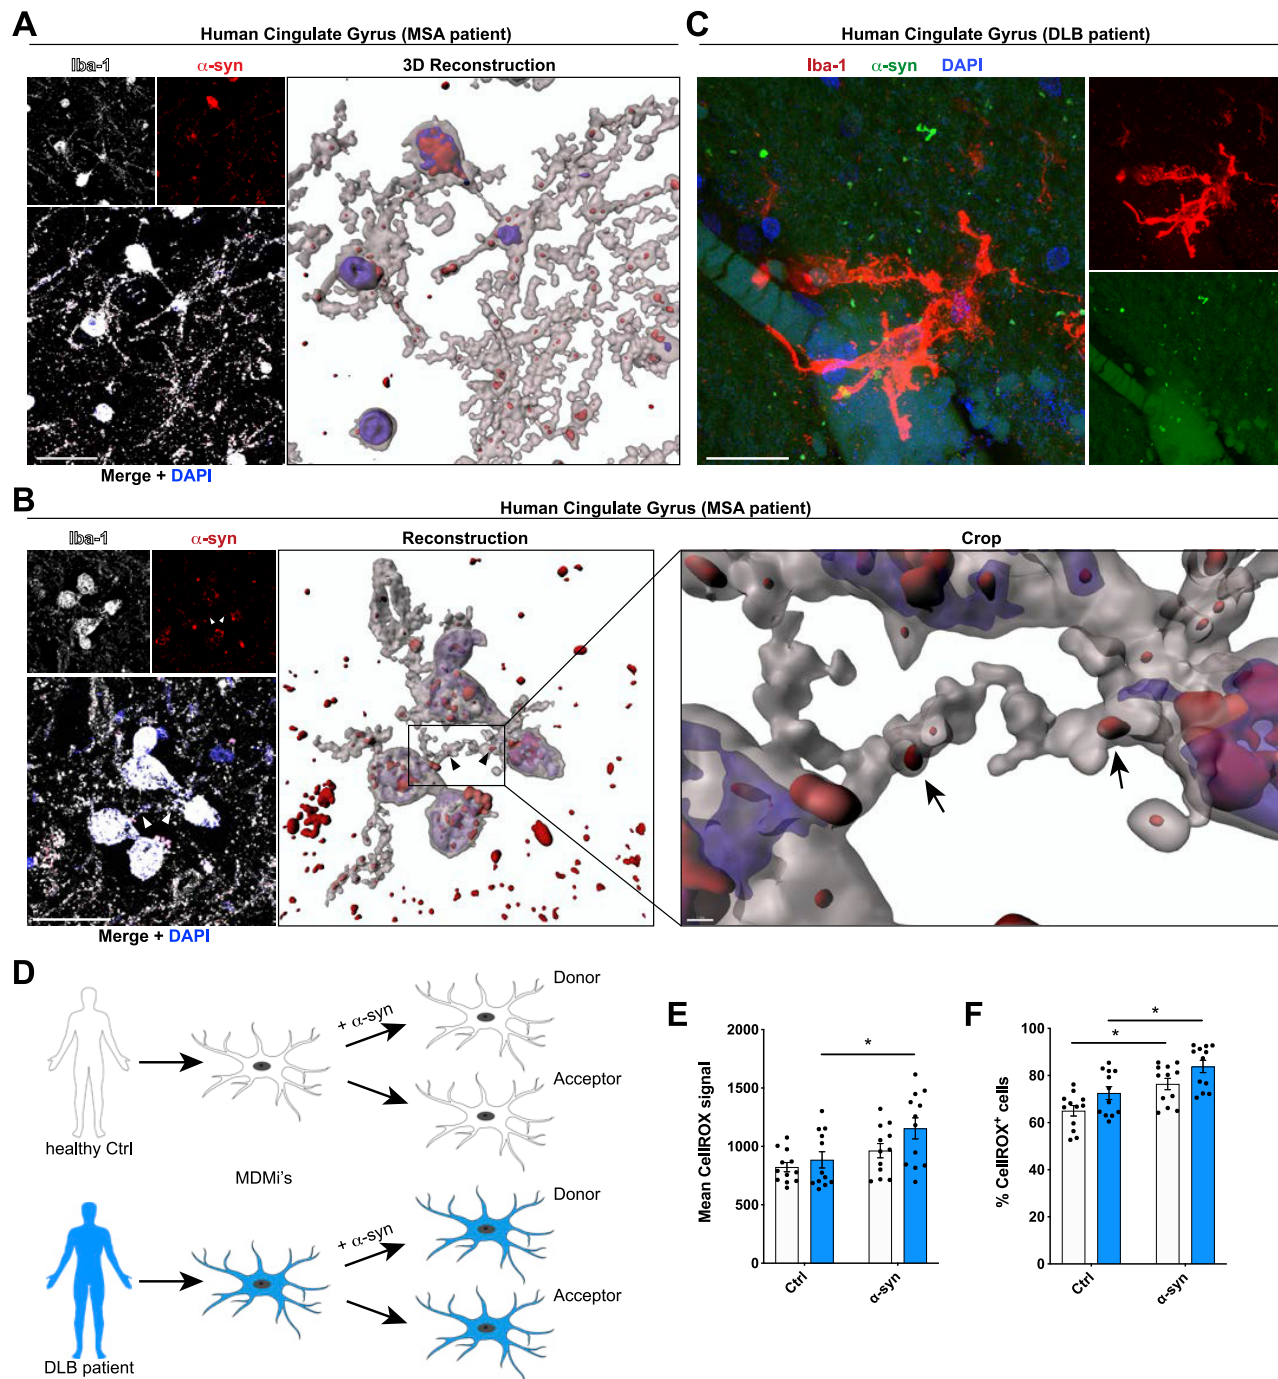 A
Human Cingulate Gyrus (MSA patient)
Iba-1
α-syn
3D Reconstruction
Merge + DAPI
C
Human Cingulate Gyrus (DLB patient)
Iba-1 α-syn DAPI
B
Human Cingulate Gyrus (MSA patient)
Iba-1
α-syn
Reconstruction
Crop
Merge + DAPI
D
healthy Ctrl
MDMi's
+ α-syn
Donor
Acceptor
DLB patient
+ α-syn
Donor
Acceptor
E
Mean CellROX signal
2000
1500
1000
500
0
*
Ctrl
α-syn
F
% CellROX⁺ cells
100
80
60
40
20
0
*
*
Ctrl
α-syn